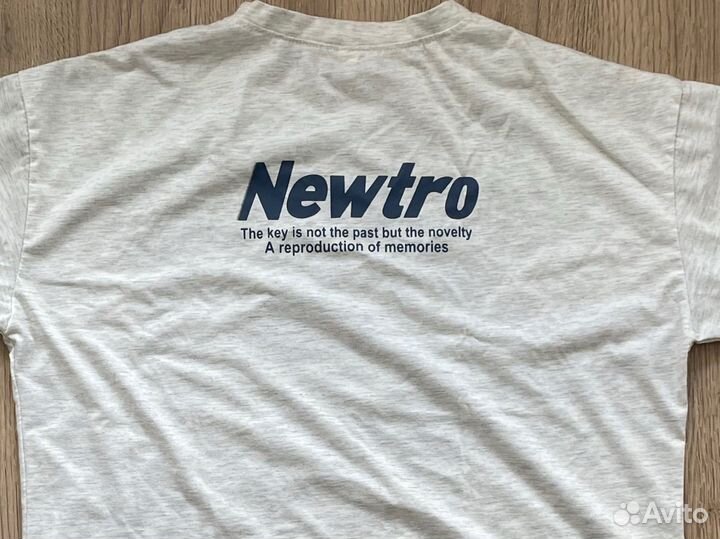 Newtro
The key is not the past but the novelty
A reproduction of memories
Avito